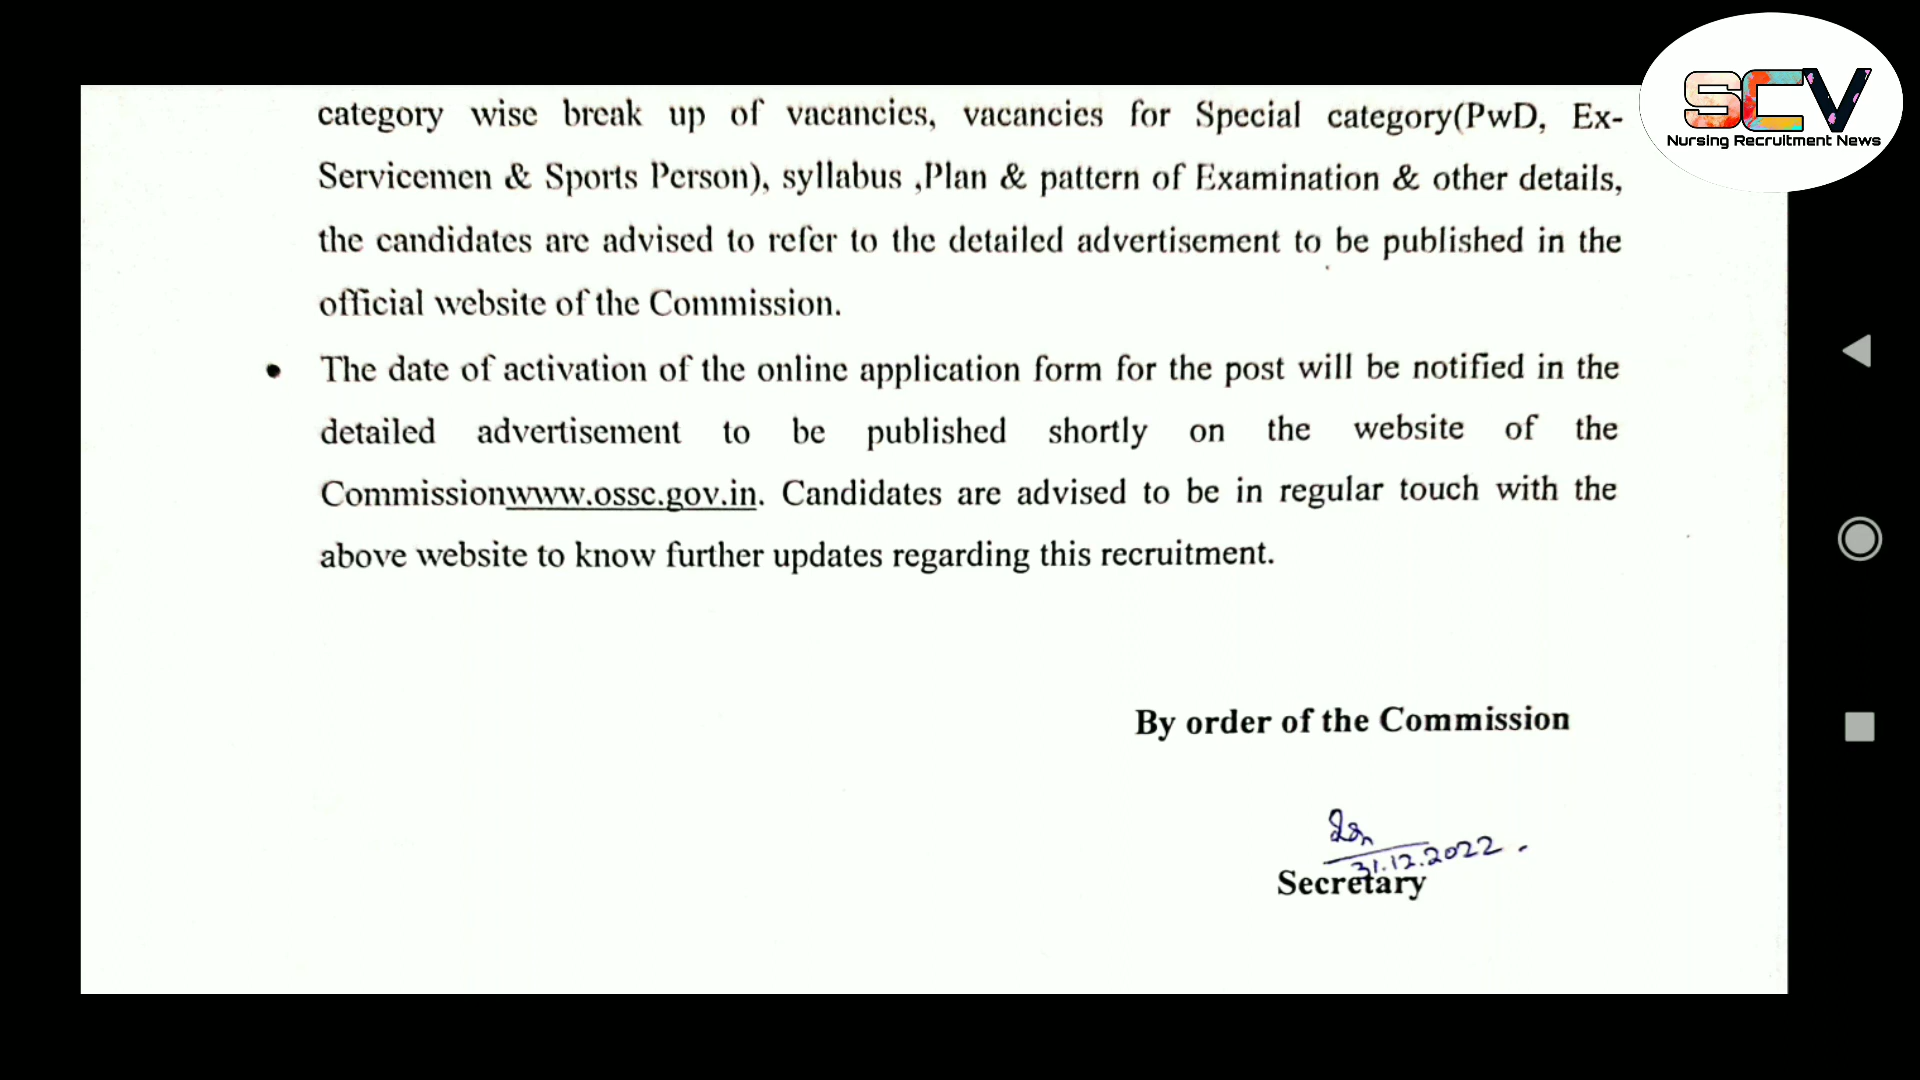 SCV
Nursing Recruitment News
category wise break up of vacancies, vacancies for Special category(PwD, Ex-
Servicemen & Sports Person), syllabus ,Plan & pattern of Examination & other details,
the candidates are advised to refer to the detailed advertisement to be published in the
official website of the Commission.
• The date of activation of the online application form for the post will be notified in the
detailed advertisement to be published shortly on the website of the
Commissionwww.ossc.gov.in. Candidates are advised to be in regular touch with the
above website to know further updates regarding this recruitment.
By order of the Commission
31.12.2022.
Secretary